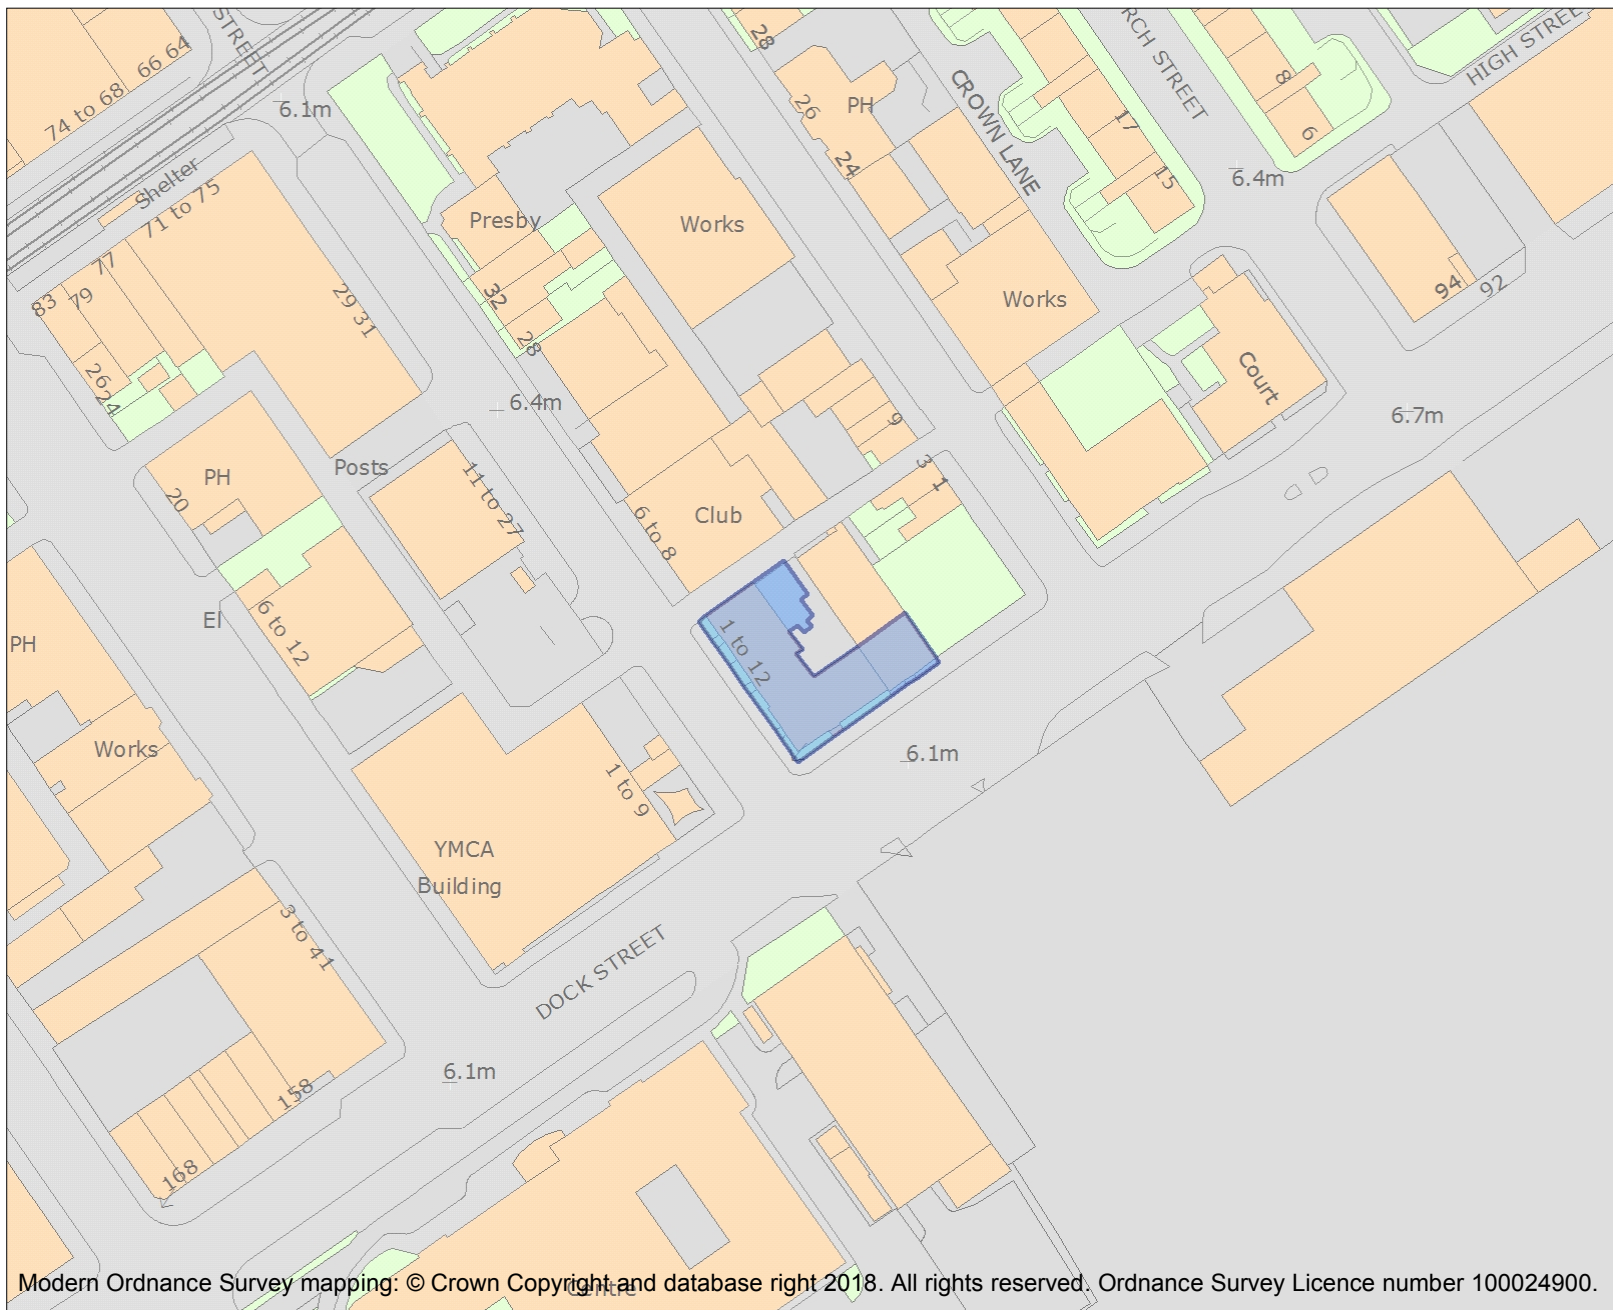 STREET
66 64
74 to 68
6.1m
Shelter
71 to 75
77
79
83
29 31
26
24
28
PH
26
24
CROWN LANE
RCH STREET
17
15
8
6
HIGH STREE
6.4m
Presby
Works
32
28
Works
94
92
Court
6.7m
6.4m
9
3
1
Posts
PH
20
11 to 27
Club
6 to 8
El
6 to 12
PH
1 to 12
Works
1 to 9
6.1m
YMCA
Building
3 to 41
DOCK STREET
6.1m
158
168
Centre
Modern Ordnance Survey mapping: © Crown Copyright and database right 2018. All rights reserved. Ordnance Survey Licence number 100024900.